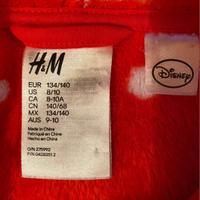 H&M
EUR 134/140
US 8/10
CA 8-10A
CN 140/68
MX 134/140
AUS 9-10
Made in China
Fabriqué en Chine
Hecho en China
O/N 275992
Disney